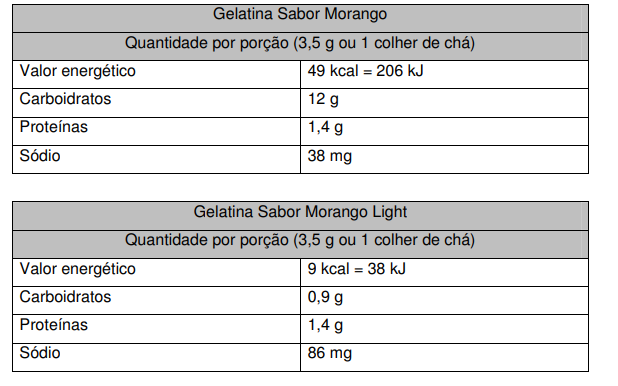 Gelatina Sabor Morango
Quantidade por porção (3,5 g ou 1 colher de chá)
Valor energético 49 kcal = 206 kJ
Carboidratos 12 g
Proteínas 1,4 g
Sódio 38 mg
Gelatina Sabor Morango Light
Quantidade por porção (3,5 g ou 1 colher de chá)
Valor energético 9 kcal = 38 kJ
Carboidratos 0,9 g
Proteínas 1,4 g
Sódio 86 mg